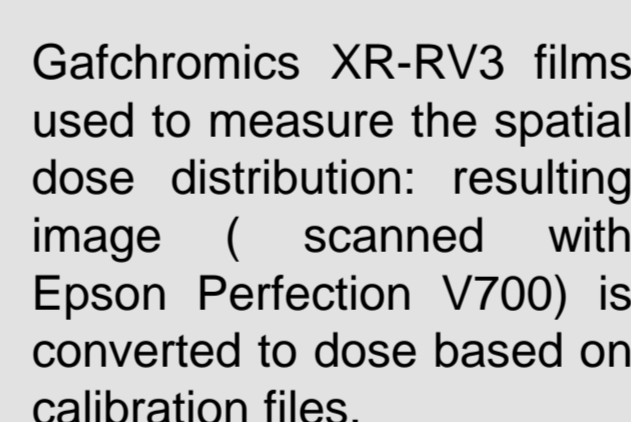 Gafchromics XR-RV3 films
used to measure the spatial
dose distribution: resulting
image ( scanned with
Epson Perfection V700) is
converted to dose based on
calibration files.